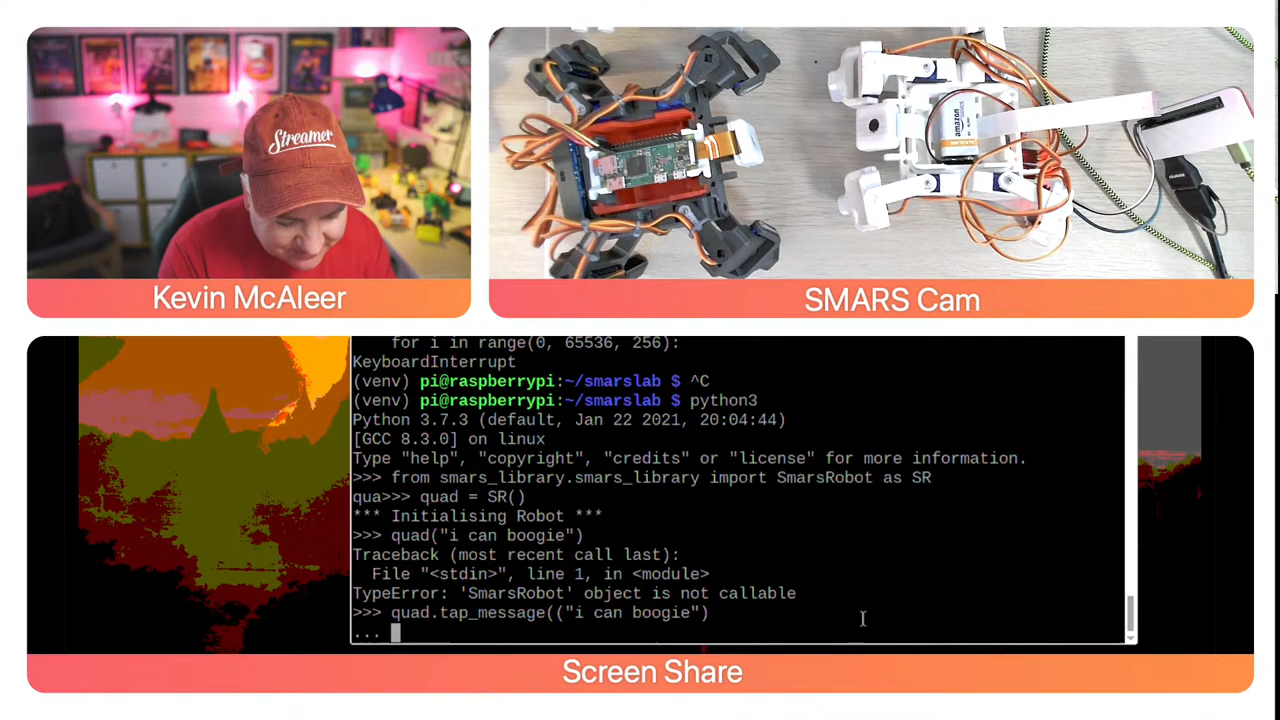 Streamer
Kevin McAleer
amazon
SMARS Cam
for i in range(0, 65536, 256):
KeyboardInterrupt
(venv) pi@raspberrypi:~/smarslab $ ^C
(venv) pi@raspberrypi:~/smarslab $ python3
Python 3.7.3 (default, Jan 22 2021, 20:04:44)
[GCC 8.3.0] on linux
Type "help", "copyright", "credits" or "license" for more information.
>>> from smars_library.smars_library import SmarsRobot as SR
qua>>> quad = SR()
*** Initialising Robot ***
>>> quad("i can boogie")
Traceback (most recent call last):
File "<stdin>", line 1, in <module>
TypeError: 'SmarsRobot' object is not callable
>>> quad.tap_message(("i can boogie")
...
Screen Share